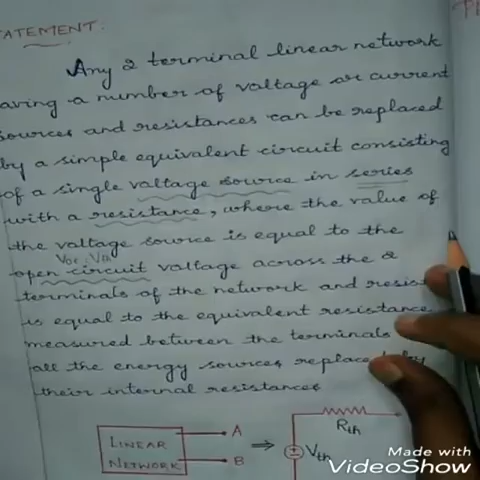 STATEMENT:
Any 2 terminal linear network
aving a number of voltage or current
sources and resistances can be replaced
by a simple equivalent circuit consisting
of a single voltage source in series
with a resistance, where the value of
the voltage source is equal to the
Voc. Vth
open circuit voltage across the 2
terminals of the network and resis
is equal to the equivalent resistance
measured between the terminals
all the energy sources replaced by
their internal resistances
A
Rth
LINEAR
NETWORK
B
Vth
Made with
VideoShow